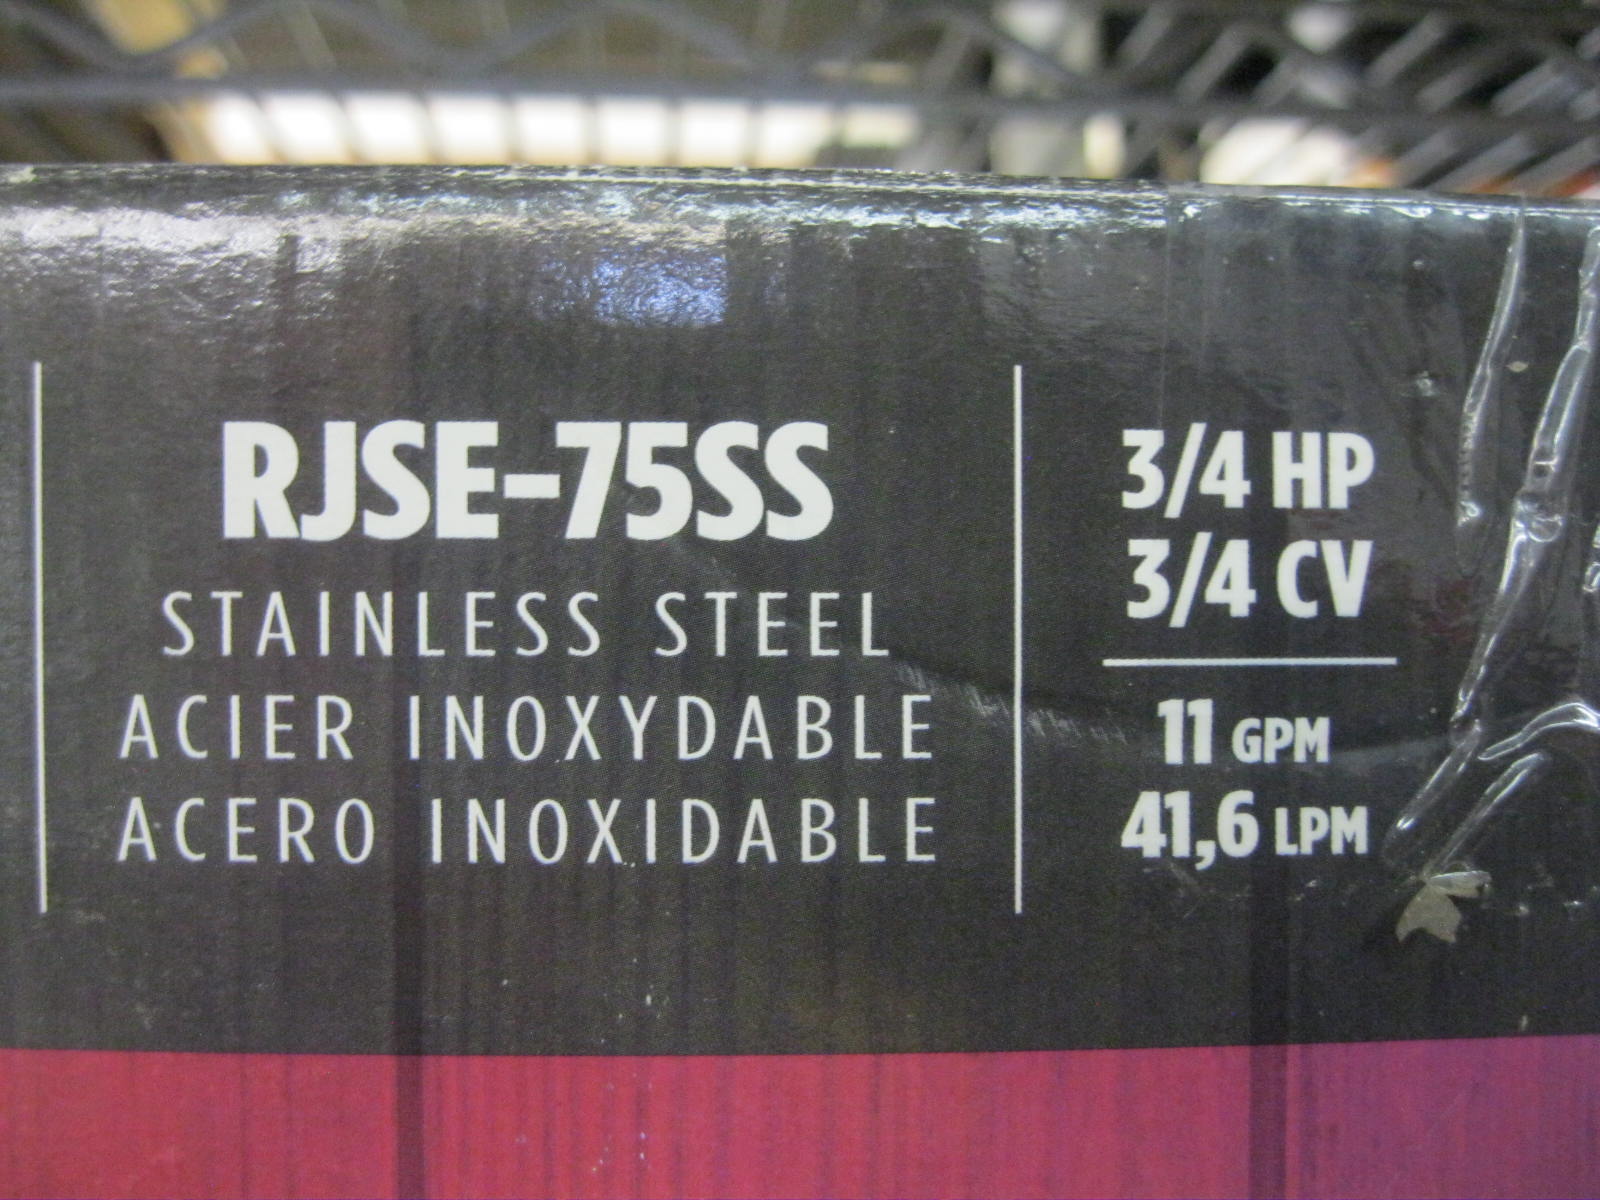 RJSE-75SS
STAINLESS STEEL
ACIER INOXYDABLE
ACERO INOXIDABLE
3/4 HP
3/4 CV
11 GPM
41,6 LPM